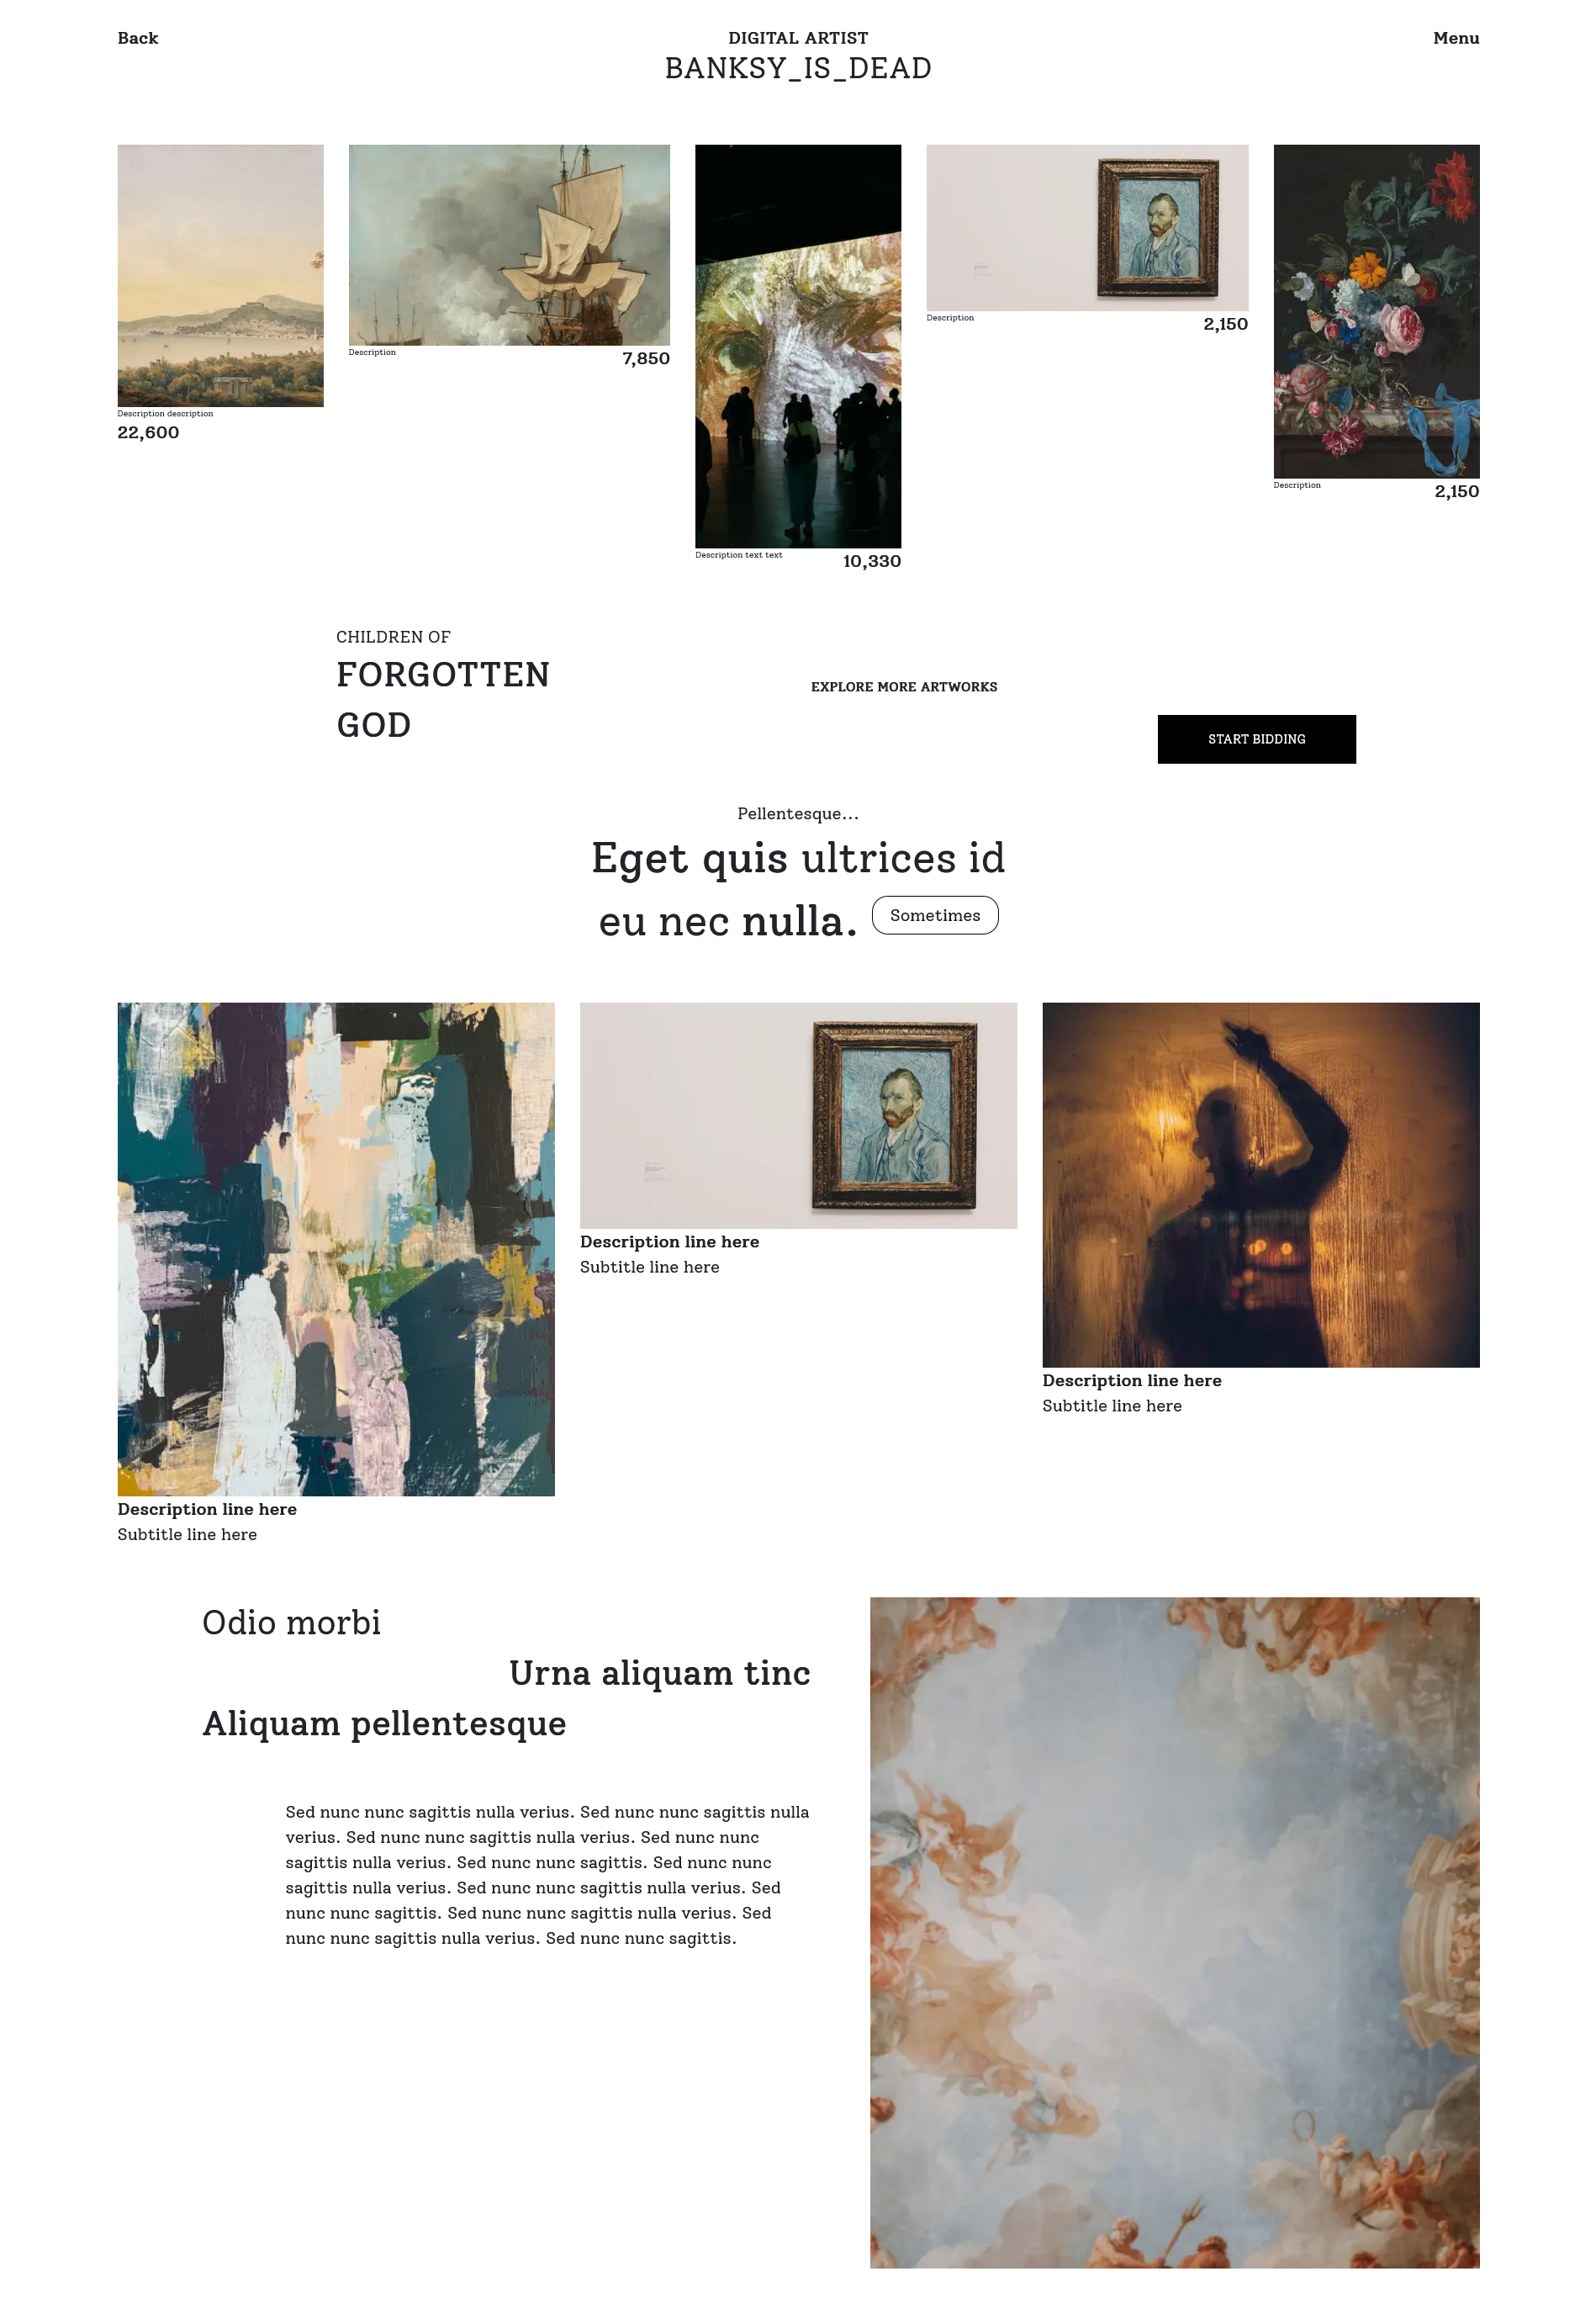 Back
DIGITAL ARTIST
Menu
BANKSY_IS_DEAD
Description description
22,600
Description
7,850
Description text text
10,330
Description
2,150
Description
2,150
CHILDREN OF
FORGOTTEN
GOD
EXPLORE MORE ARTWORKS
START BIDDING
Pellentesque...
Eget quis ultrices id
eu nec nulla.
Sometimes
Description line here
Subtitle line here
Description line here
Subtitle line here
Description line here
Subtitle line here
Odio morbi
Urna aliquam tinc
Aliquam pellentesque
Sed nunc nunc sagittis nulla verius. Sed nunc nunc sagittis nulla
verius. Sed nunc nunc sagittis nulla verius. Sed nunc nunc
sagittis nulla verius. Sed nunc nunc sagittis. Sed nunc nunc
sagittis nulla verius. Sed nunc nunc sagittis nulla verius. Sed
nunc nunc sagittis. Sed nunc nunc sagittis nulla verius. Sed
nunc nunc sagittis nulla verius. Sed nunc nunc sagittis.